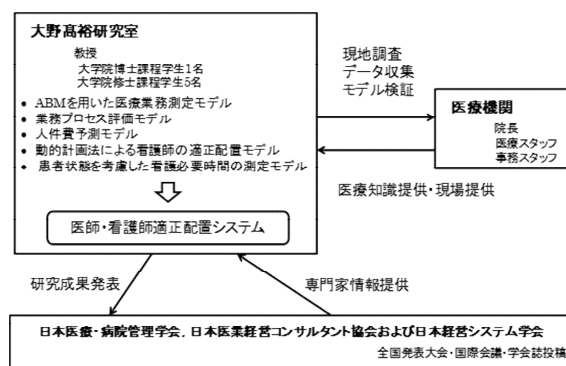 大野髙裕研究室
教授
大学院博士課程学生1名
大学院修士課程学生5名
• ABMを用いた医療業務測定モデル
• 業務プロセス評価モデル
• 人件費予測モデル
• 動的計画法による看護師の適正配置モデル
• 患者状態を考慮した看護必要時間の測定モデル
医師・看護師適正配置システム
現地調査
データ収集
モデル検証
医療機関
院長
医療スタッフ
事務スタッフ
医療知識提供・現場提供
研究成果発表
専門家情報提供
日本医療・病院管理学会，日本医業経営コンサルタント協会および日本経営システム学会
全国発表大会・国際会議・学会誌投稿